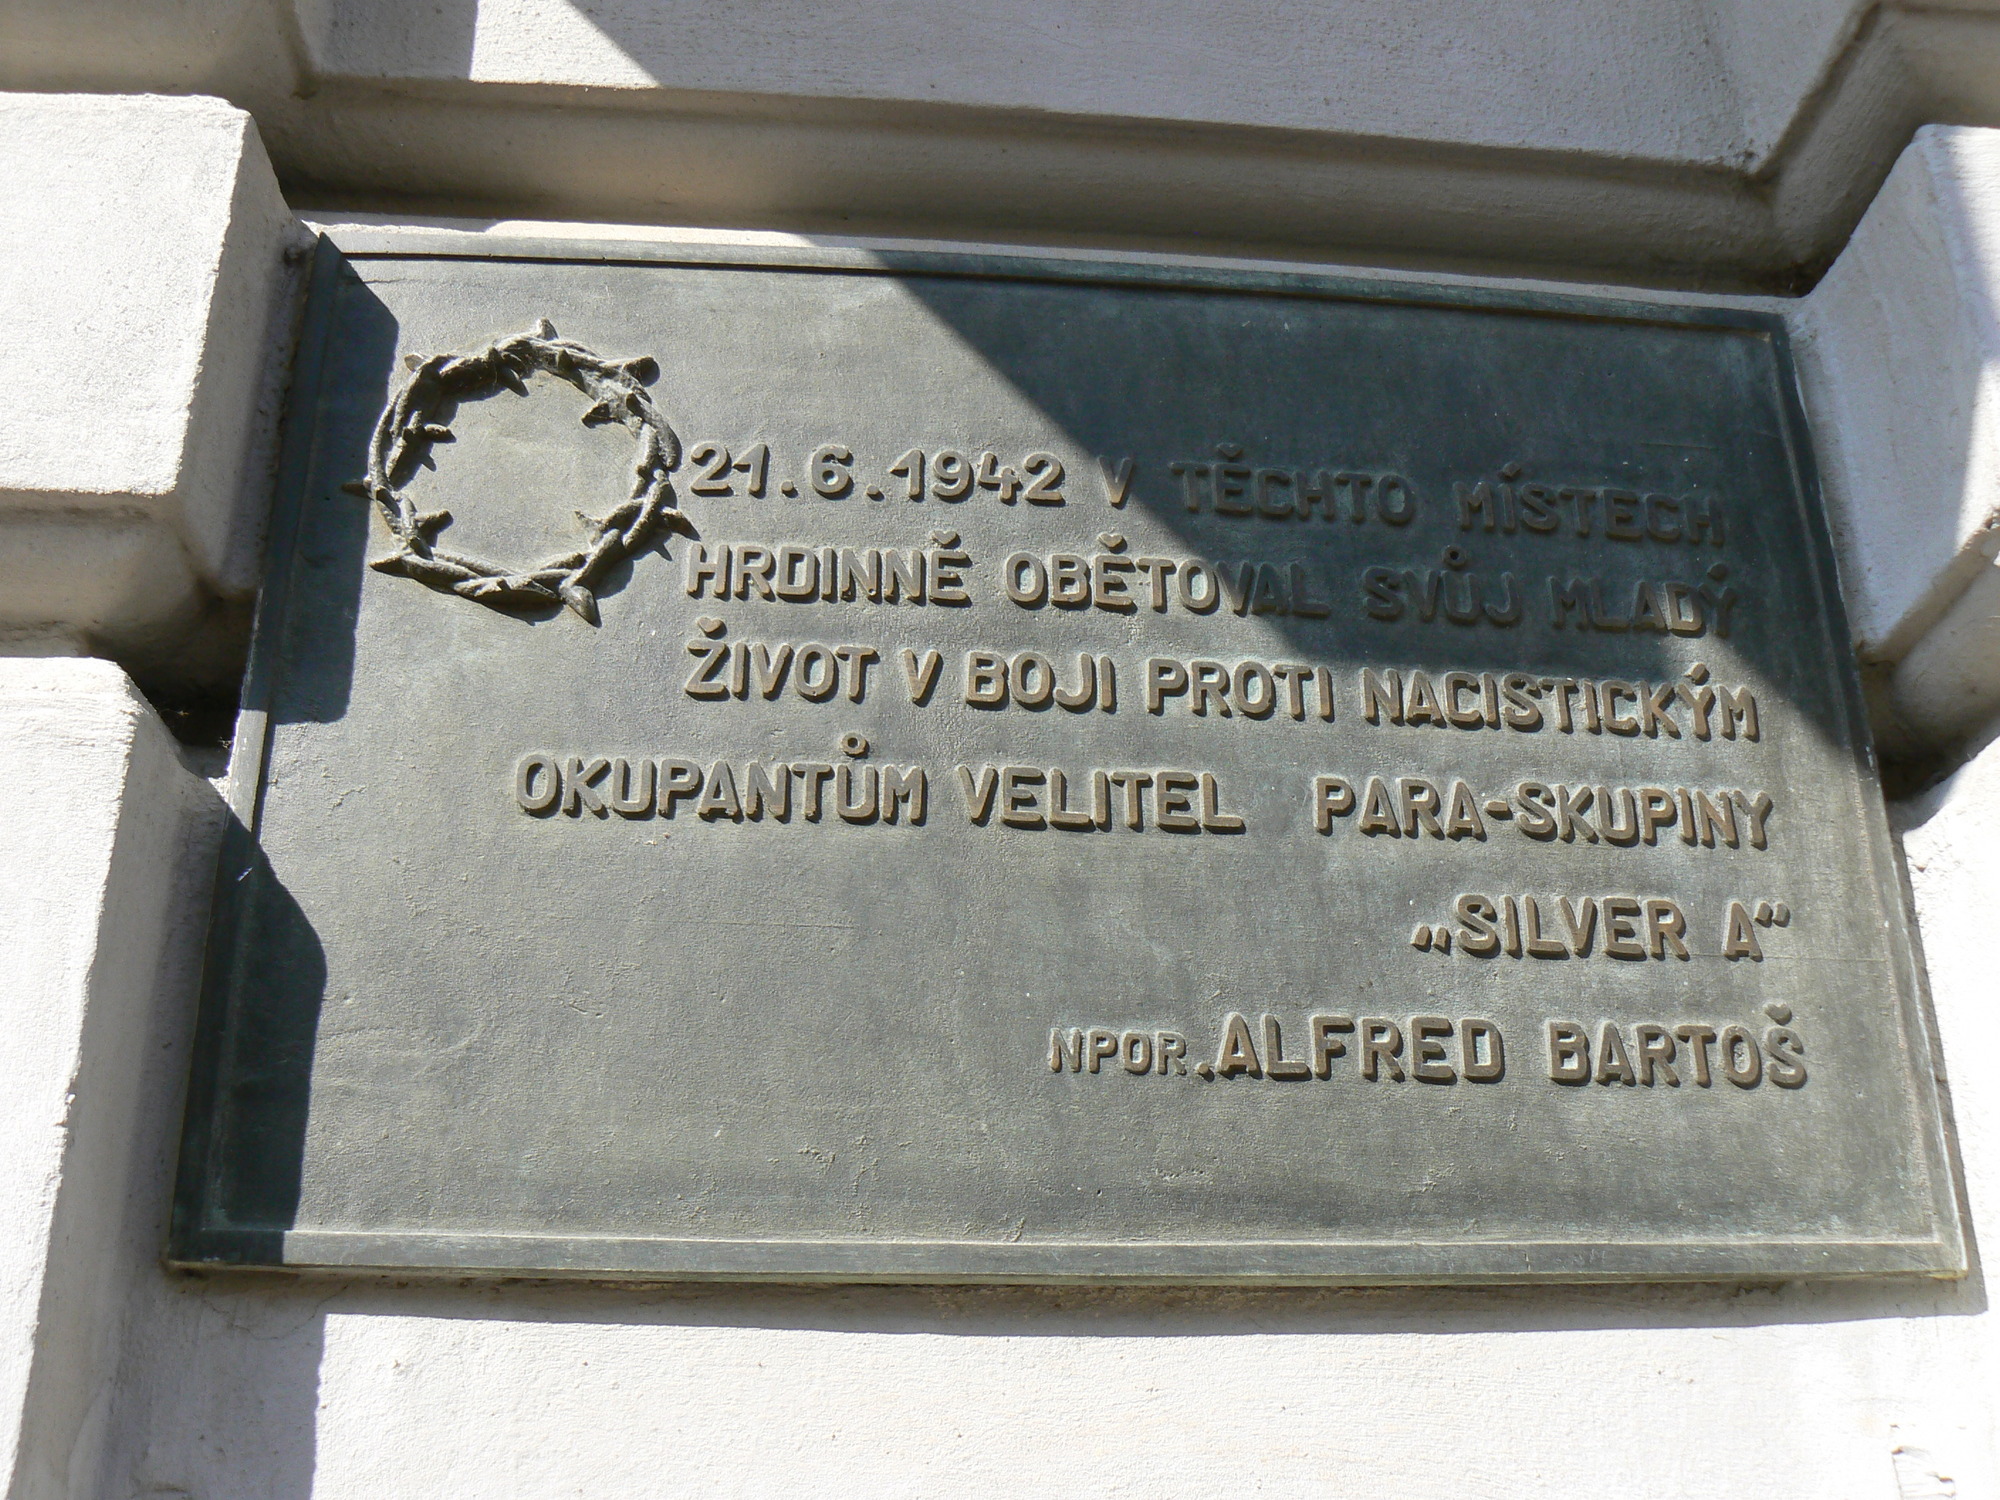 21.6.1942 V TĚCHTO MÍSTECH
HRDINNĚ OBĚTOVAL SVŮJ MLADÝ
ŽIVOT V BOJI PROTI NACISTICKÝM
OKUPANTŮM VELITEL PARA-SKUPINY
„SILVER A“
NPOR. ALFRED BARTOŠ